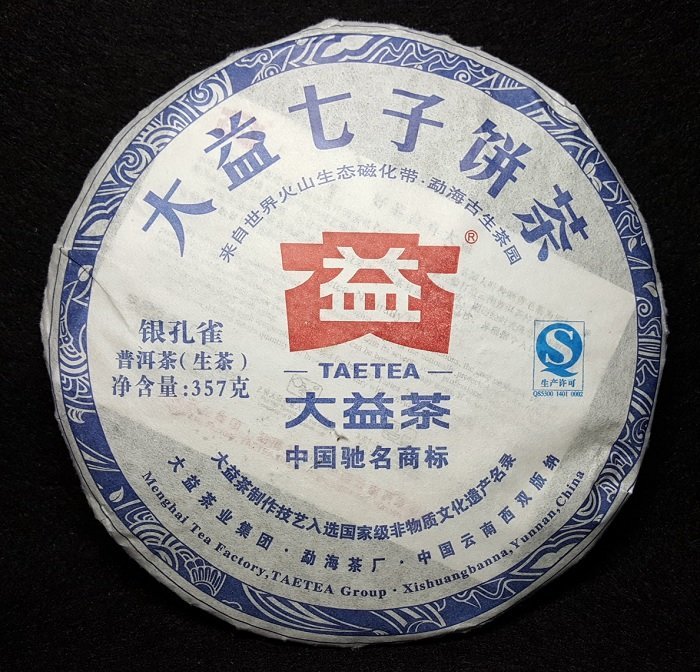 大益七子饼茶
来自世界火山生态磁化带·勐海古生茶园
益
®
银孔雀
普洱茶(生茶)
净含量:357克
— TAETEA —
大益茶
中国驰名商标
S
生产许可
QS5300 1401 0002
大益茶制作技艺入选国家级非物质文化遗产名录
大益茶业集团·勐海茶厂·中国云南西双版纳
Menghai Tea Factory, TAETEA Group · Xishuangbanna, Yunnan, China